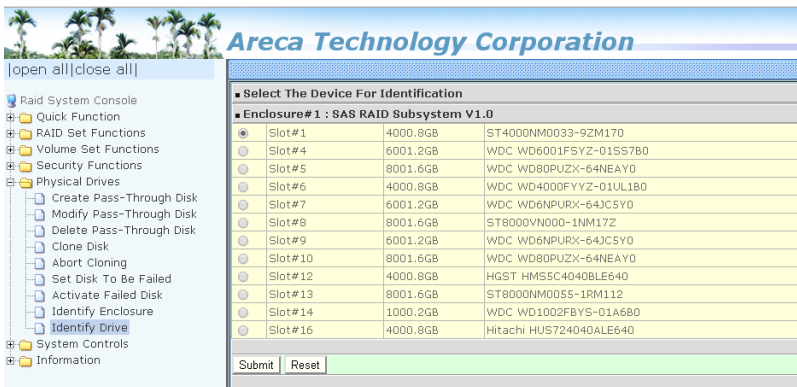 Areca Technology Corporation
|open all|close all|
Raid System Console
Quick Function
RAID Set Functions
Volume Set Functions
Security Functions
Physical Drives
Create Pass-Through Disk
Modify Pass-Through Disk
Delete Pass-Through Disk
Clone Disk
Abort Cloning
Set Disk To Be Failed
Activate Failed Disk
Identify Enclosure
Identify Drive
System Controls
Information
Select The Device For Identification
Enclosure#1 : SAS RAID Subsystem V1.0
Slot#1 4000.8GB ST4000NM0033-9ZM170
Slot#4 6001.2GB WDC WD6001FSYZ-01SS7B0
Slot#5 8001.6GB WDC WD80PUZX-64NEAY0
Slot#6 4000.8GB WDC WD4000FYYZ-01UL1B0
Slot#7 6001.2GB WDC WD6NPURX-64JC5Y0
Slot#8 8001.6GB ST8000VN000-1NM17Z
Slot#9 6001.2GB WDC WD6NPURX-64JC5Y0
Slot#10 8001.6GB WDC WD80PUZX-64NEAY0
Slot#12 4000.8GB HGST HMS5C4040BLE640
Slot#13 8001.6GB ST8000NM0055-1RM112
Slot#14 1000.2GB WDC WD1002FBYS-01A6B0
Slot#16 4000.8GB Hitachi HUS724040ALE640
Submit Reset